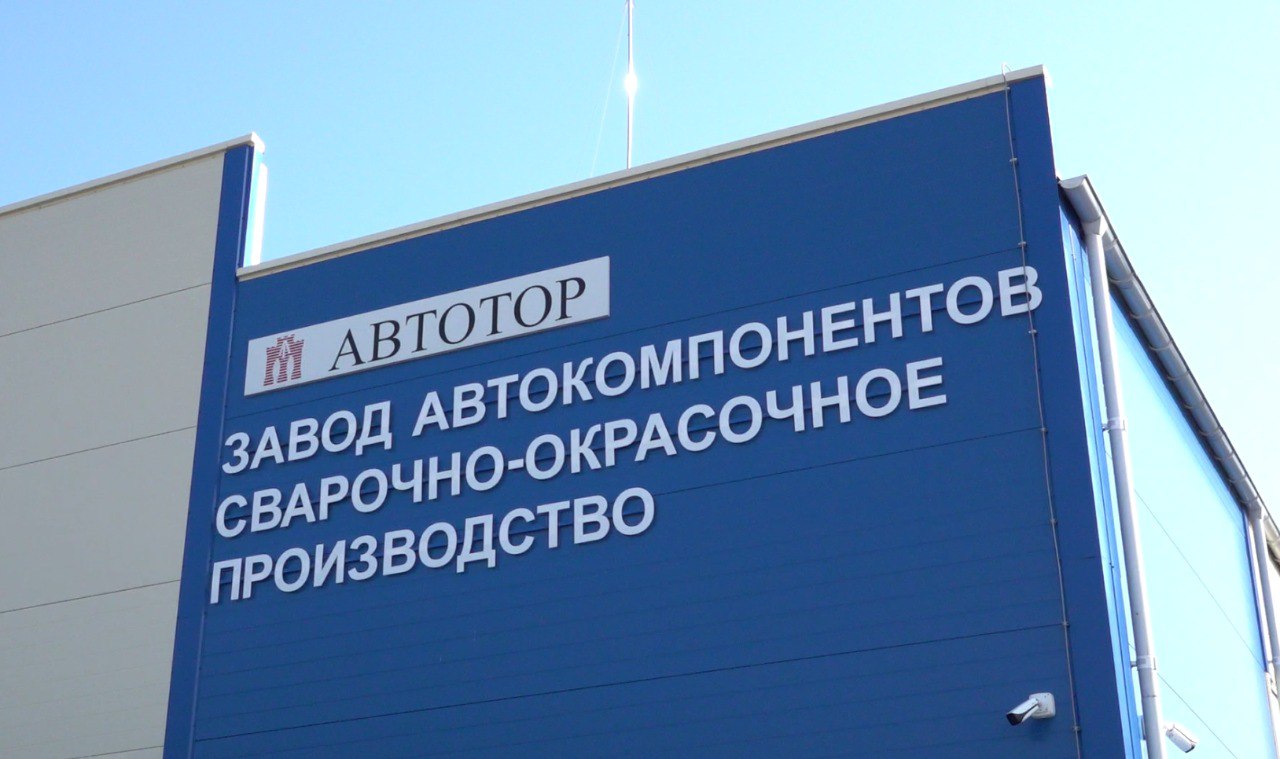 АВТОТОР
ЗАВОД АВТОКОМПОНЕНТОВ
СВАРОЧНО-ОКРАСОЧНОЕ
ПРОИЗВОДСТВО